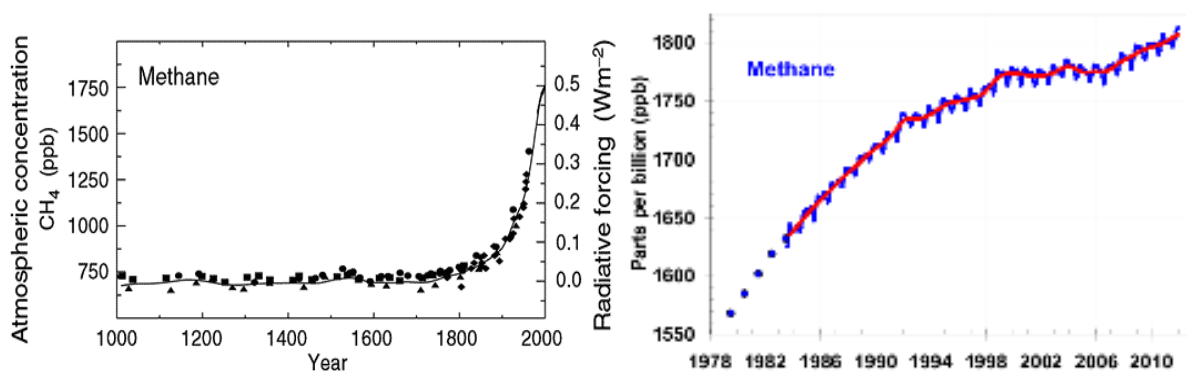 Methane
Atmospheric concentration
CH₄ (ppb)
1750
1500
1250
1000
750
0.5
0.4
0.3
0.2
0.1
0.0
Radiative forcing (Wm⁻²)
1000 1200 1400 1600 1800 2000
Year
Methane
Parts per billion (ppb)
1800
1750
1700
1650
1600
1550
1978 1982 1986 1990 1994 1998 2002 2006 2010